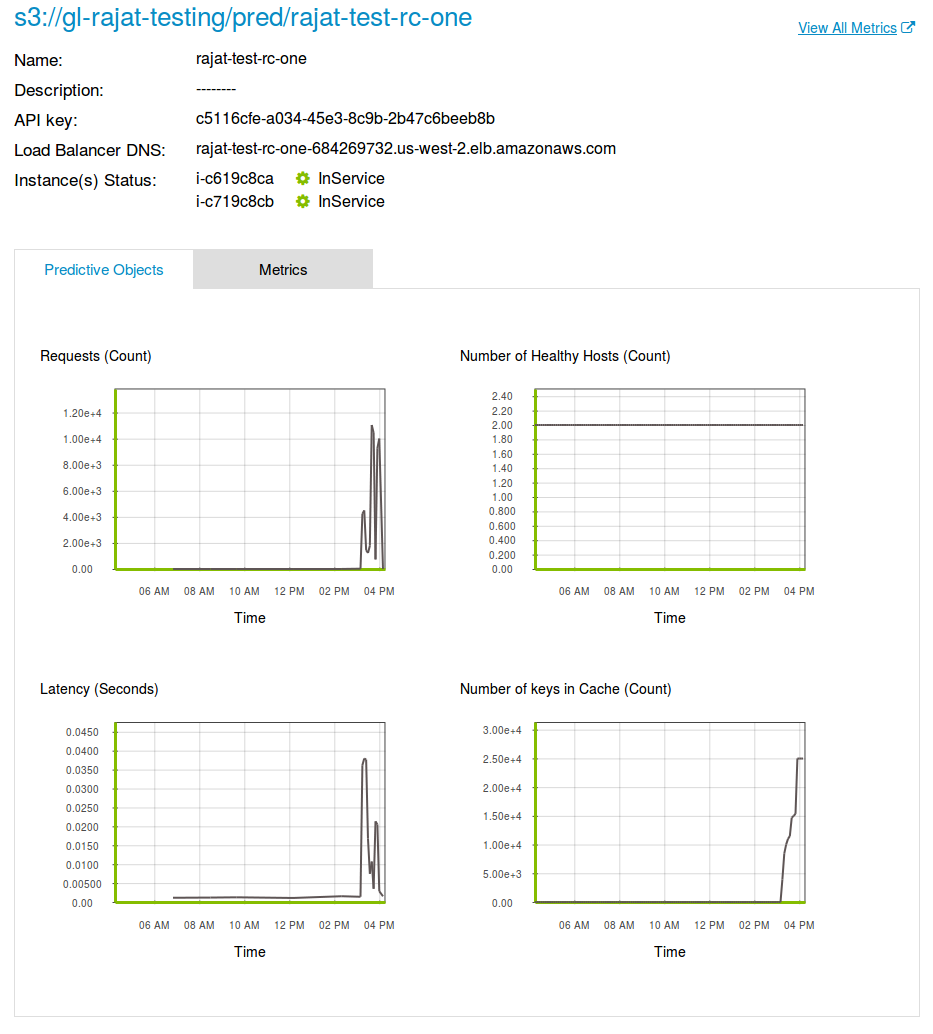 s3://gl-rajat-testing/pred/rajat-test-rc-one
View All Metrics
Name: rajat-test-rc-one
Description: --------
API key: c5116cfe-a034-45e3-8c9b-2b47c6beeb8b
Load Balancer DNS: rajat-test-rc-one-684269732.us-west-2.elb.amazonaws.com
Instance(s) Status: i-c619c8ca InService
i-c719c8cb InService
Predictive Objects Metrics
Requests (Count)
1.20e+4
1.00e+4
8.00e+3
6.00e+3
4.00e+3
2.00e+3
0.00
06 AM 08 AM 10 AM 12 PM 02 PM 04 PM
Time
Number of Healthy Hosts (Count)
2.40
2.20
2.00
1.80
1.60
1.40
1.20
1.00
0.800
0.600
0.400
0.200
0.00
06 AM 08 AM 10 AM 12 PM 02 PM 04 PM
Time
Latency (Seconds)
0.0450
0.0400
0.0350
0.0300
0.0250
0.0200
0.0150
0.0100
0.00500
0.00
06 AM 08 AM 10 AM 12 PM 02 PM 04 PM
Time
Number of keys in Cache (Count)
3.00e+4
2.50e+4
2.00e+4
1.50e+4
1.00e+4
5.00e+3
0.00
06 AM 08 AM 10 AM 12 PM 02 PM 04 PM
Time